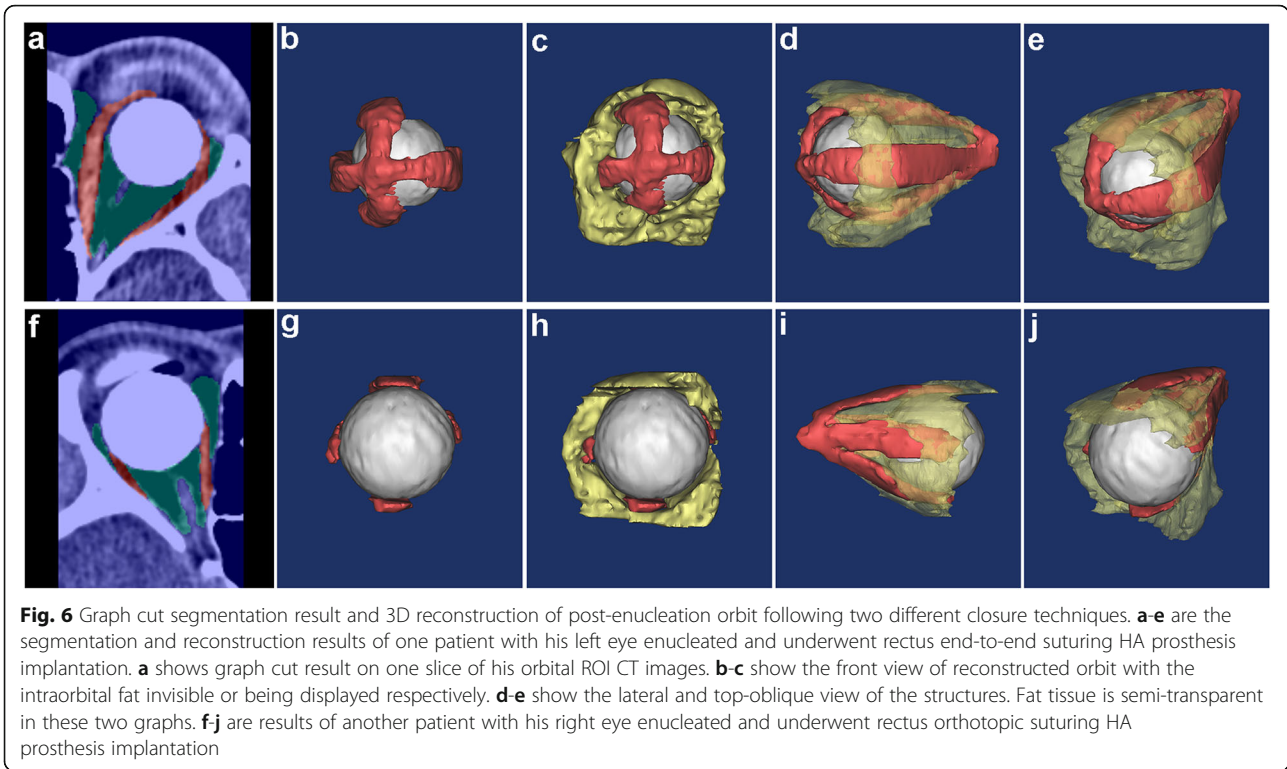 a
b
c
d
e
f
g
h
i
j
Fig. 6 Graph cut segmentation result and 3D reconstruction of post-enucleation orbit following two different closure techniques. a-e are the
segmentation and reconstruction results of one patient with his left eye enucleated and underwent rectus end-to-end suturing HA prosthesis
implantation. a shows graph cut result on one slice of his orbital ROI CT images. b-c show the front view of reconstructed orbit with the
intraorbital fat invisible or being displayed respectively. d-e show the lateral and top-oblique view of the structures. Fat tissue is semi-transparent
in these two graphs. f-j are results of another patient with his right eye enucleated and underwent rectus orthotopic suturing HA
prosthesis implantation